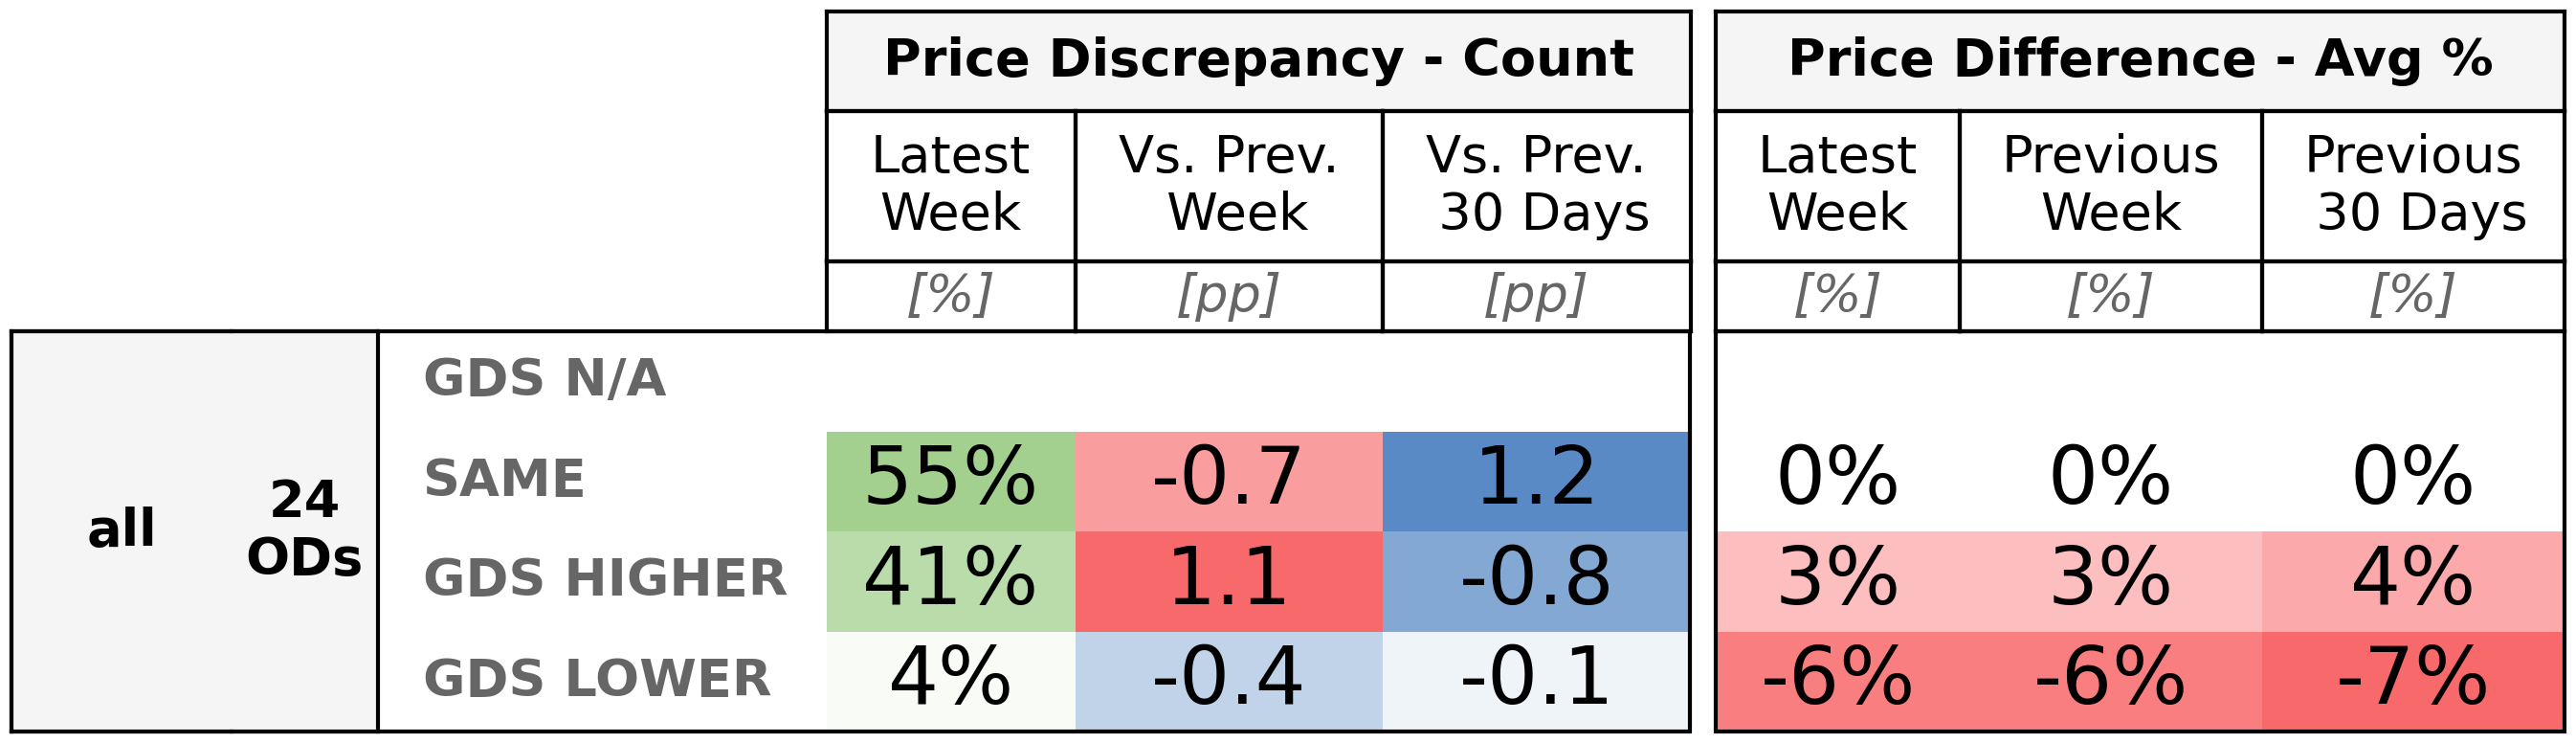 Price Discrepancy - Count
Price Difference - Avg %
Latest Week
Vs. Prev. Week
Vs. Prev. 30 Days
Latest Week
Previous Week
Previous 30 Days
[%] [pp] [pp] [%] [%] [%]
all
24 ODs
GDS N/A
SAME 55% -0.7 1.2 0% 0% 0%
GDS HIGHER 41% 1.1 -0.8 3% 3% 4%
GDS LOWER 4% -0.4 -0.1 -6% -6% -7%